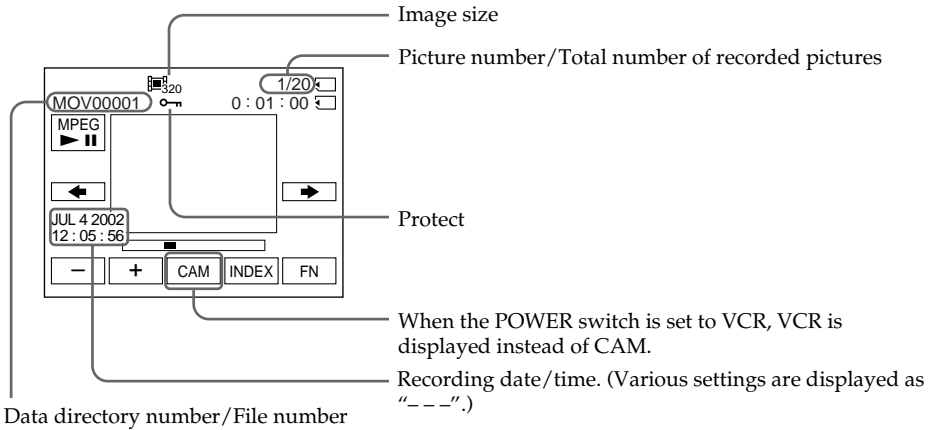 Image size
Picture number/Total number of recorded pictures
320
1/20
MOV00001
0 : 01 : 00
MPEG
Protect
JUL 4 2002
12 : 05 : 56
− + CAM INDEX FN
When the POWER switch is set to VCR, VCR is
displayed instead of CAM.
Recording date/time. (Various settings are displayed as
“– – –”.)
Data directory number/File number